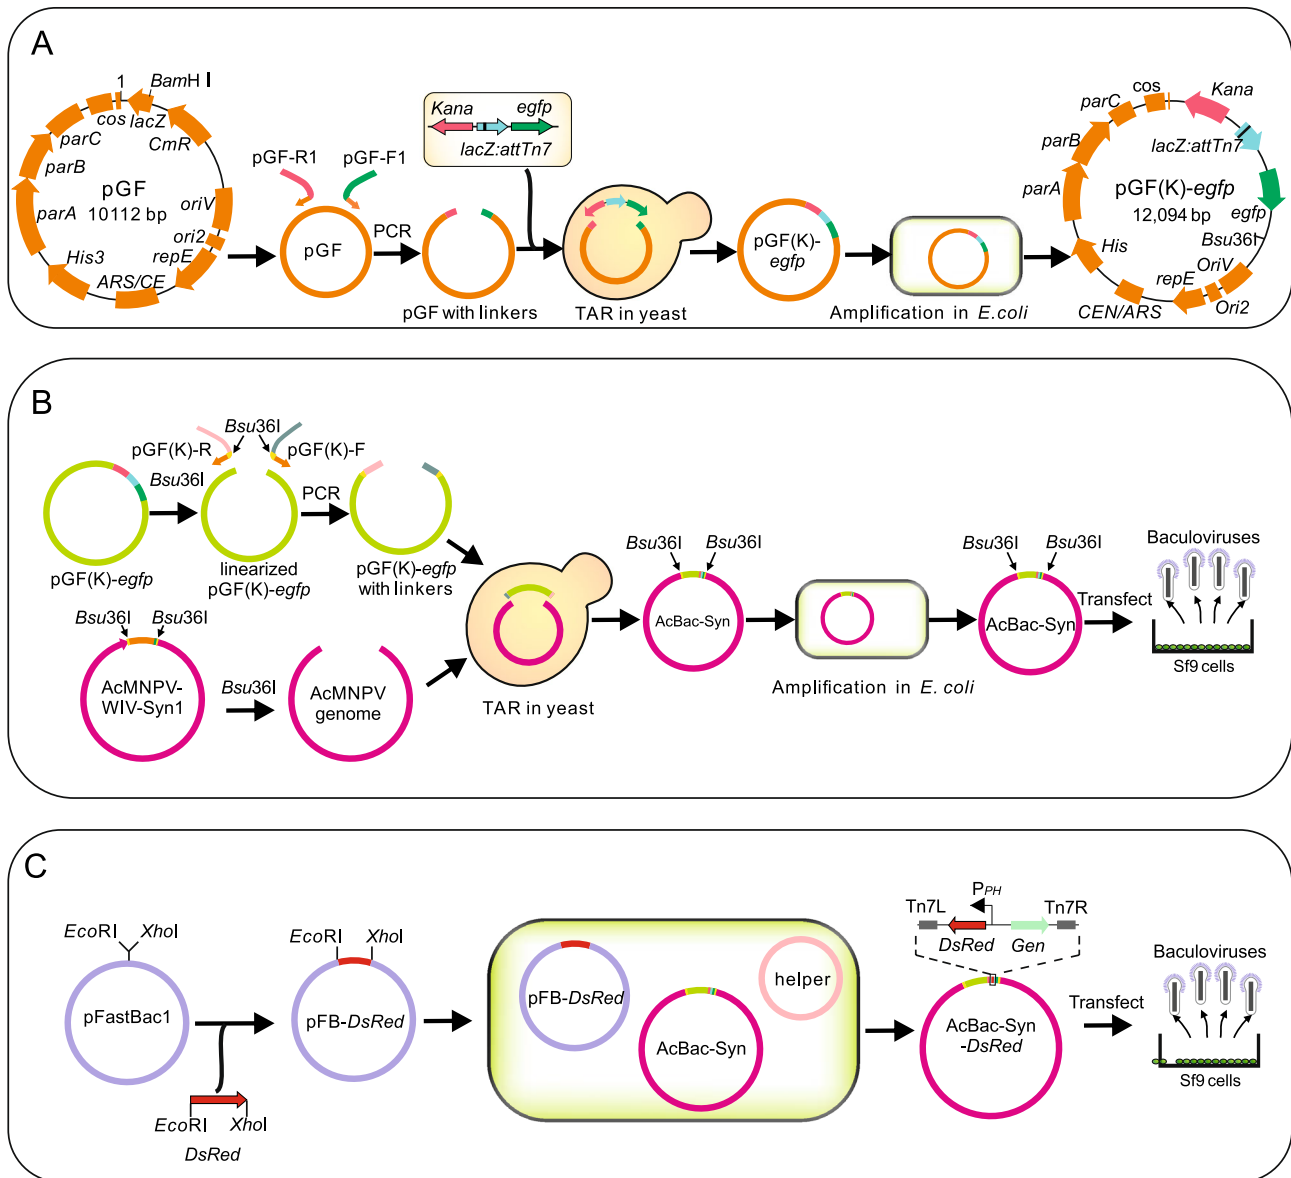 A
1
BamH I
cos
lacZ
CmR
parC
parB
parA
His3
ARS/CE
repE
ori2
oriV
pGF
10112 bp
pGF-R1
pGF-F1
pGF
PCR
Kana
egfp
lacZ:attTn7
pGF with linkers
TAR in yeast
pGF(K)-
egfp
Amplification in E.coli
cos
Kana
parC
parB
parA
lacZ:attTn7
pGF(K)-egfp
12,094 bp
egfp
Bsu36I
His
OriV
repE
Ori2
CEN/ARS
B
Bsu36I
pGF(K)-R
pGF(K)-F
Bsu36I
PCR
pGF(K)-egfp
linearized
pGF(K)-egfp
pGF(K)-egfp
with linkers
Bsu36I
Bsu36I
AcMNPV-
WIV-Syn1
Bsu36I
AcMNPV
genome
TAR in yeast
Bsu36I
Bsu36I
AcBac-Syn
Amplification in E. coli
Bsu36I
Bsu36I
AcBac-Syn
Transfect
Baculoviruses
Sf9 cells
C
EcoRI
XhoI
pFastBac1
EcoRI
XhoI
DsRed
EcoRI
XhoI
pFB-DsRed
pFB-DsRed
helper
AcBac-Syn
PPH
Tn7L
Tn7R
DsRed
Gen
AcBac-Syn
-DsRed
Transfect
Baculoviruses
Sf9 cells